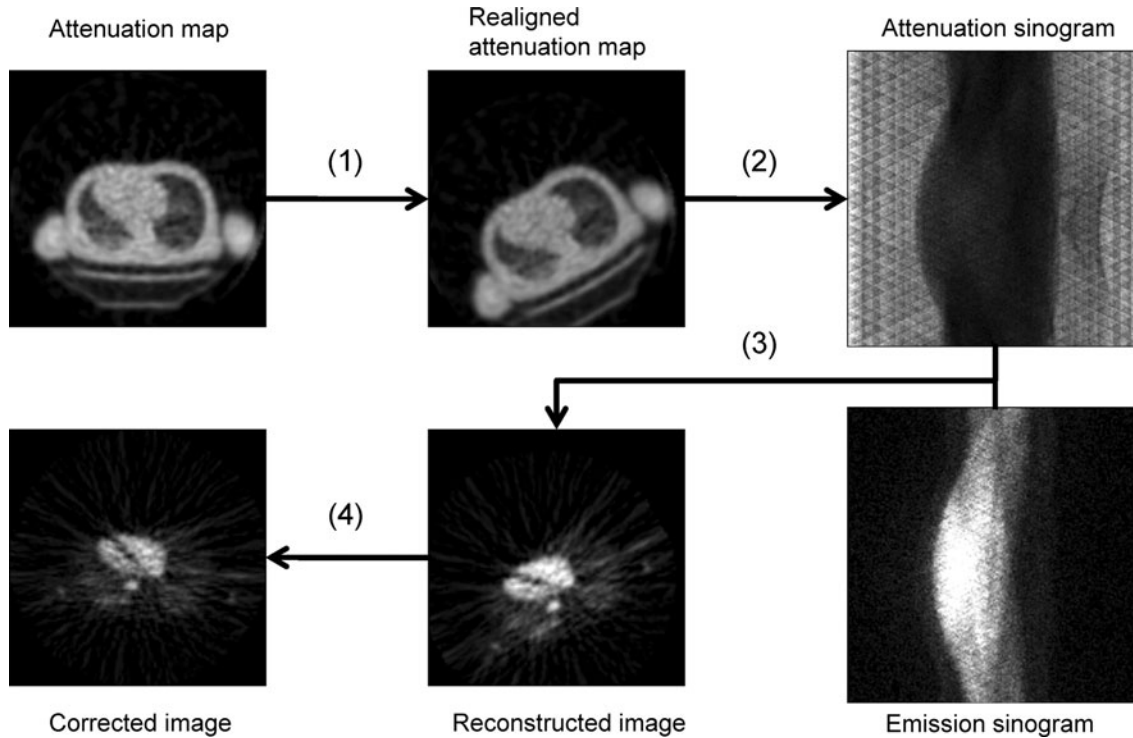 Attenuation map
Realigned
attenuation map
Attenuation sinogram
(1)
(2)
(3)
(4)
Corrected image
Reconstructed image
Emission sinogram